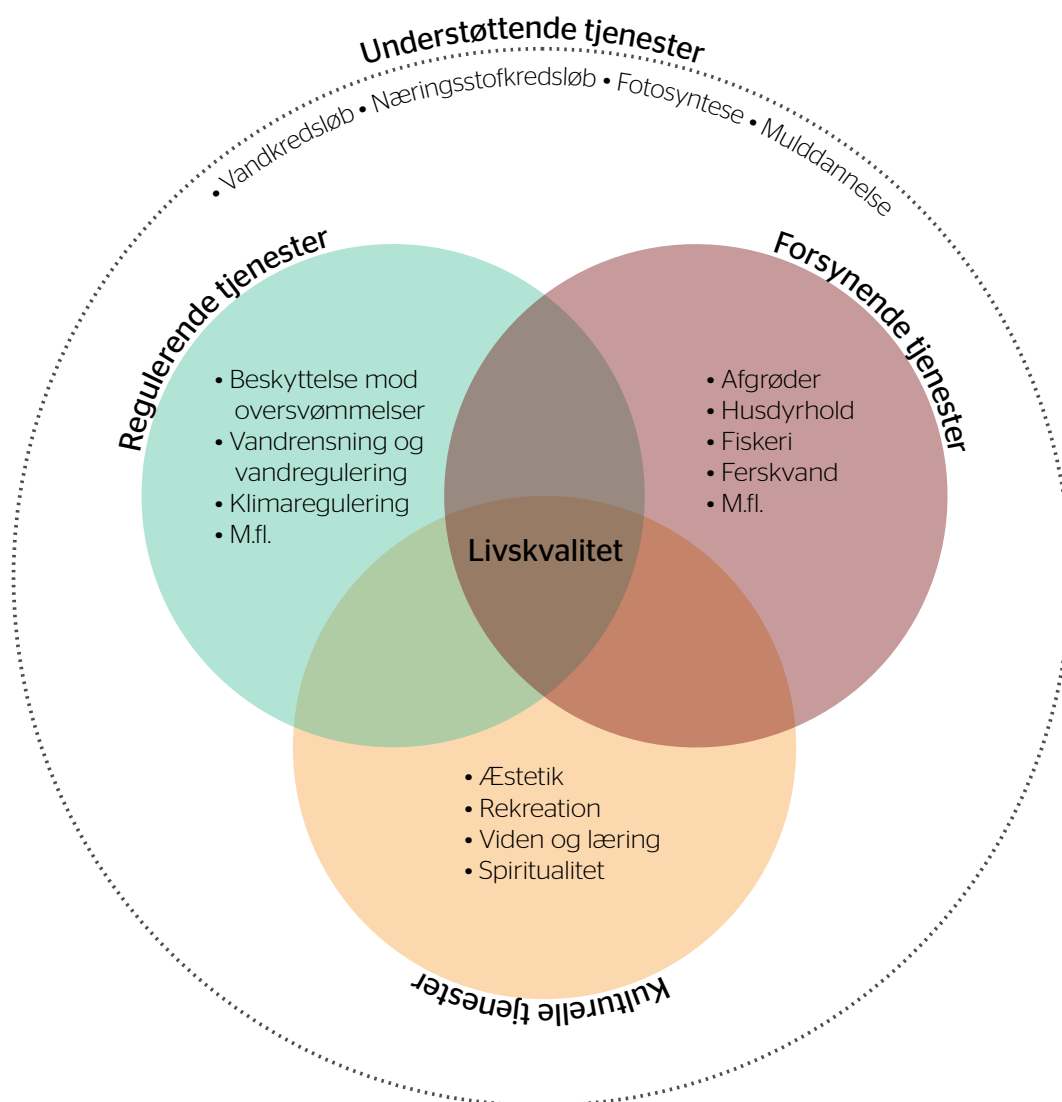 Understøttende tjenester
• Vandkredsløb • Næringsstofkredsløb • Fotosyntese • Mulddannelse
Regulerende tjenester
• Beskyttelse mod
oversvømmelser
• Vandrensning og
vandregulering
• Klimaregulering
• M.fl.
Forsynende tjenester
• Afgrøder
• Husdyrhold
• Fiskeri
• Ferskvand
• M.fl.
Livskvalitet
• Æstetik
• Rekreation
• Viden og læring
• Spiritualitet
Kulturelle tjenester